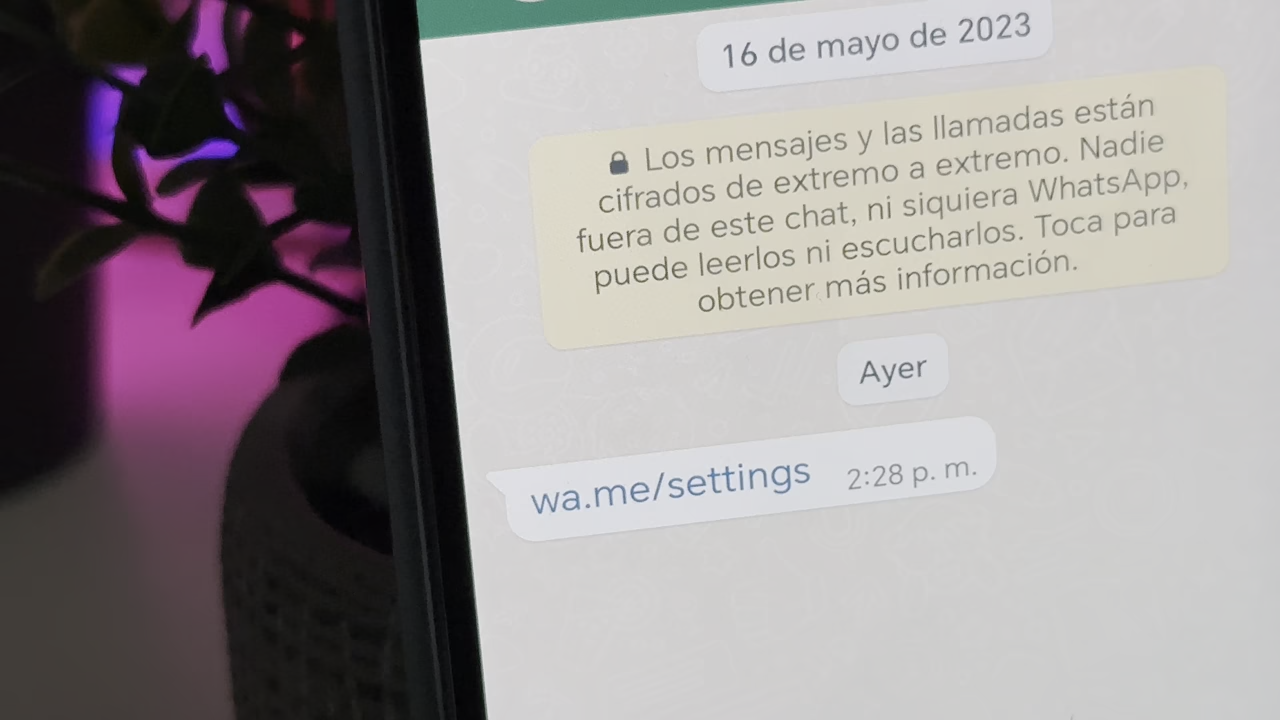 16 de mayo de 2023
Los mensajes y las llamadas están
cifrados de extremo a extremo. Nadie
fuera de este chat, ni siquiera WhatsApp,
puede leerlos ni escucharlos. Toca para
obtener más información.
Ayer
wa.me/settings 2:28 p. m.